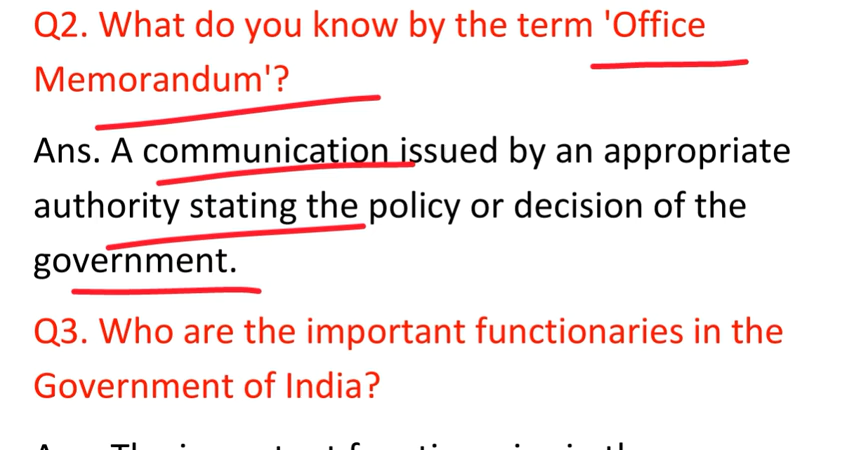 Q2. What do you know by the term 'Office
Memorandum'?
Ans. A communication issued by an appropriate
authority stating the policy or decision of the
government.
Q3. Who are the important functionaries in the
Government of India?